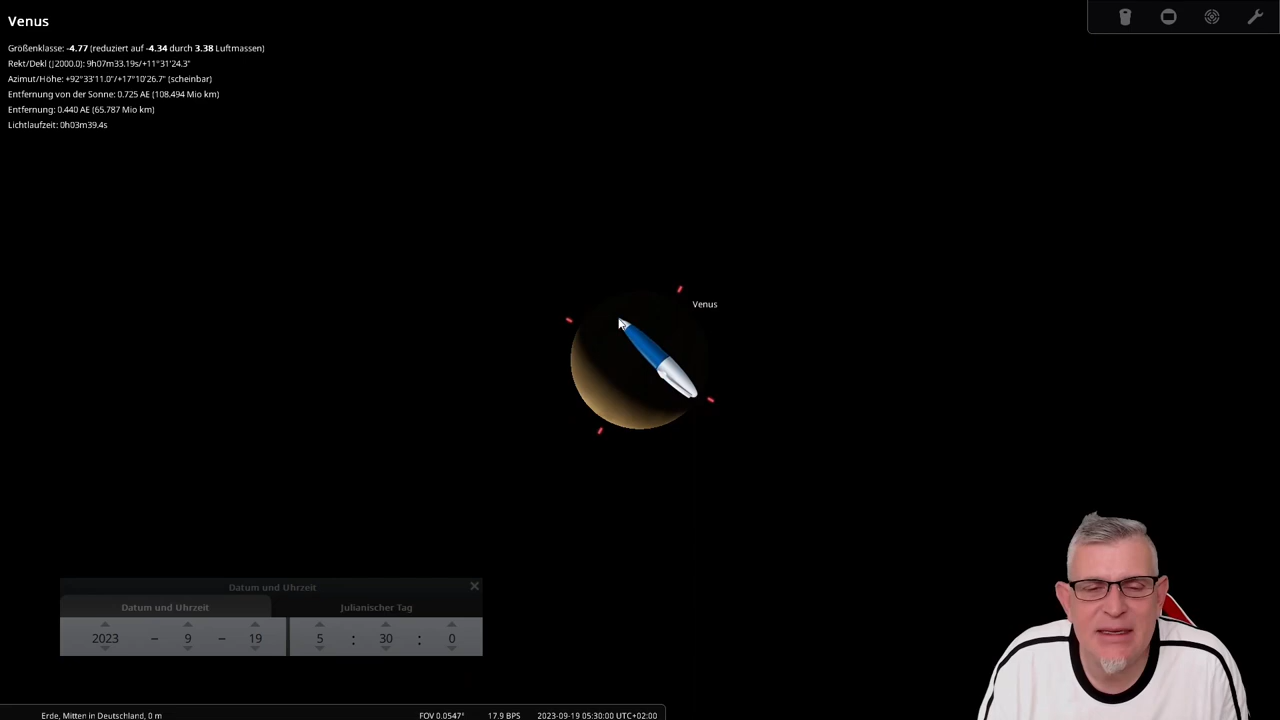 Venus
Größenklasse: -4.77 (reduziert auf -4.34 durch 3.38 Luftmassen)
Rekt/Dekl (J2000.0): 9h07m33.19s/+11°31'24.3"
Azimut/Höhe: +92°33'11.0"/+17°10'26.7" (scheinbar)
Entfernung von der Sonne: 0.725 AE (108.494 Mio km)
Entfernung: 0.440 AE (65.787 Mio km)
Lichtlaufzeit: 0h03m39.4s
Venus
Datum und Uhrzeit
Datum und Uhrzeit Julianischer Tag
2023 - 9 - 19 5 : 30 : 0
Erde, Mitten in Deutschland, 0 m FOV 0.0547° 17.9 BPS 2023-09-19 05:30:00 UTC+02:00